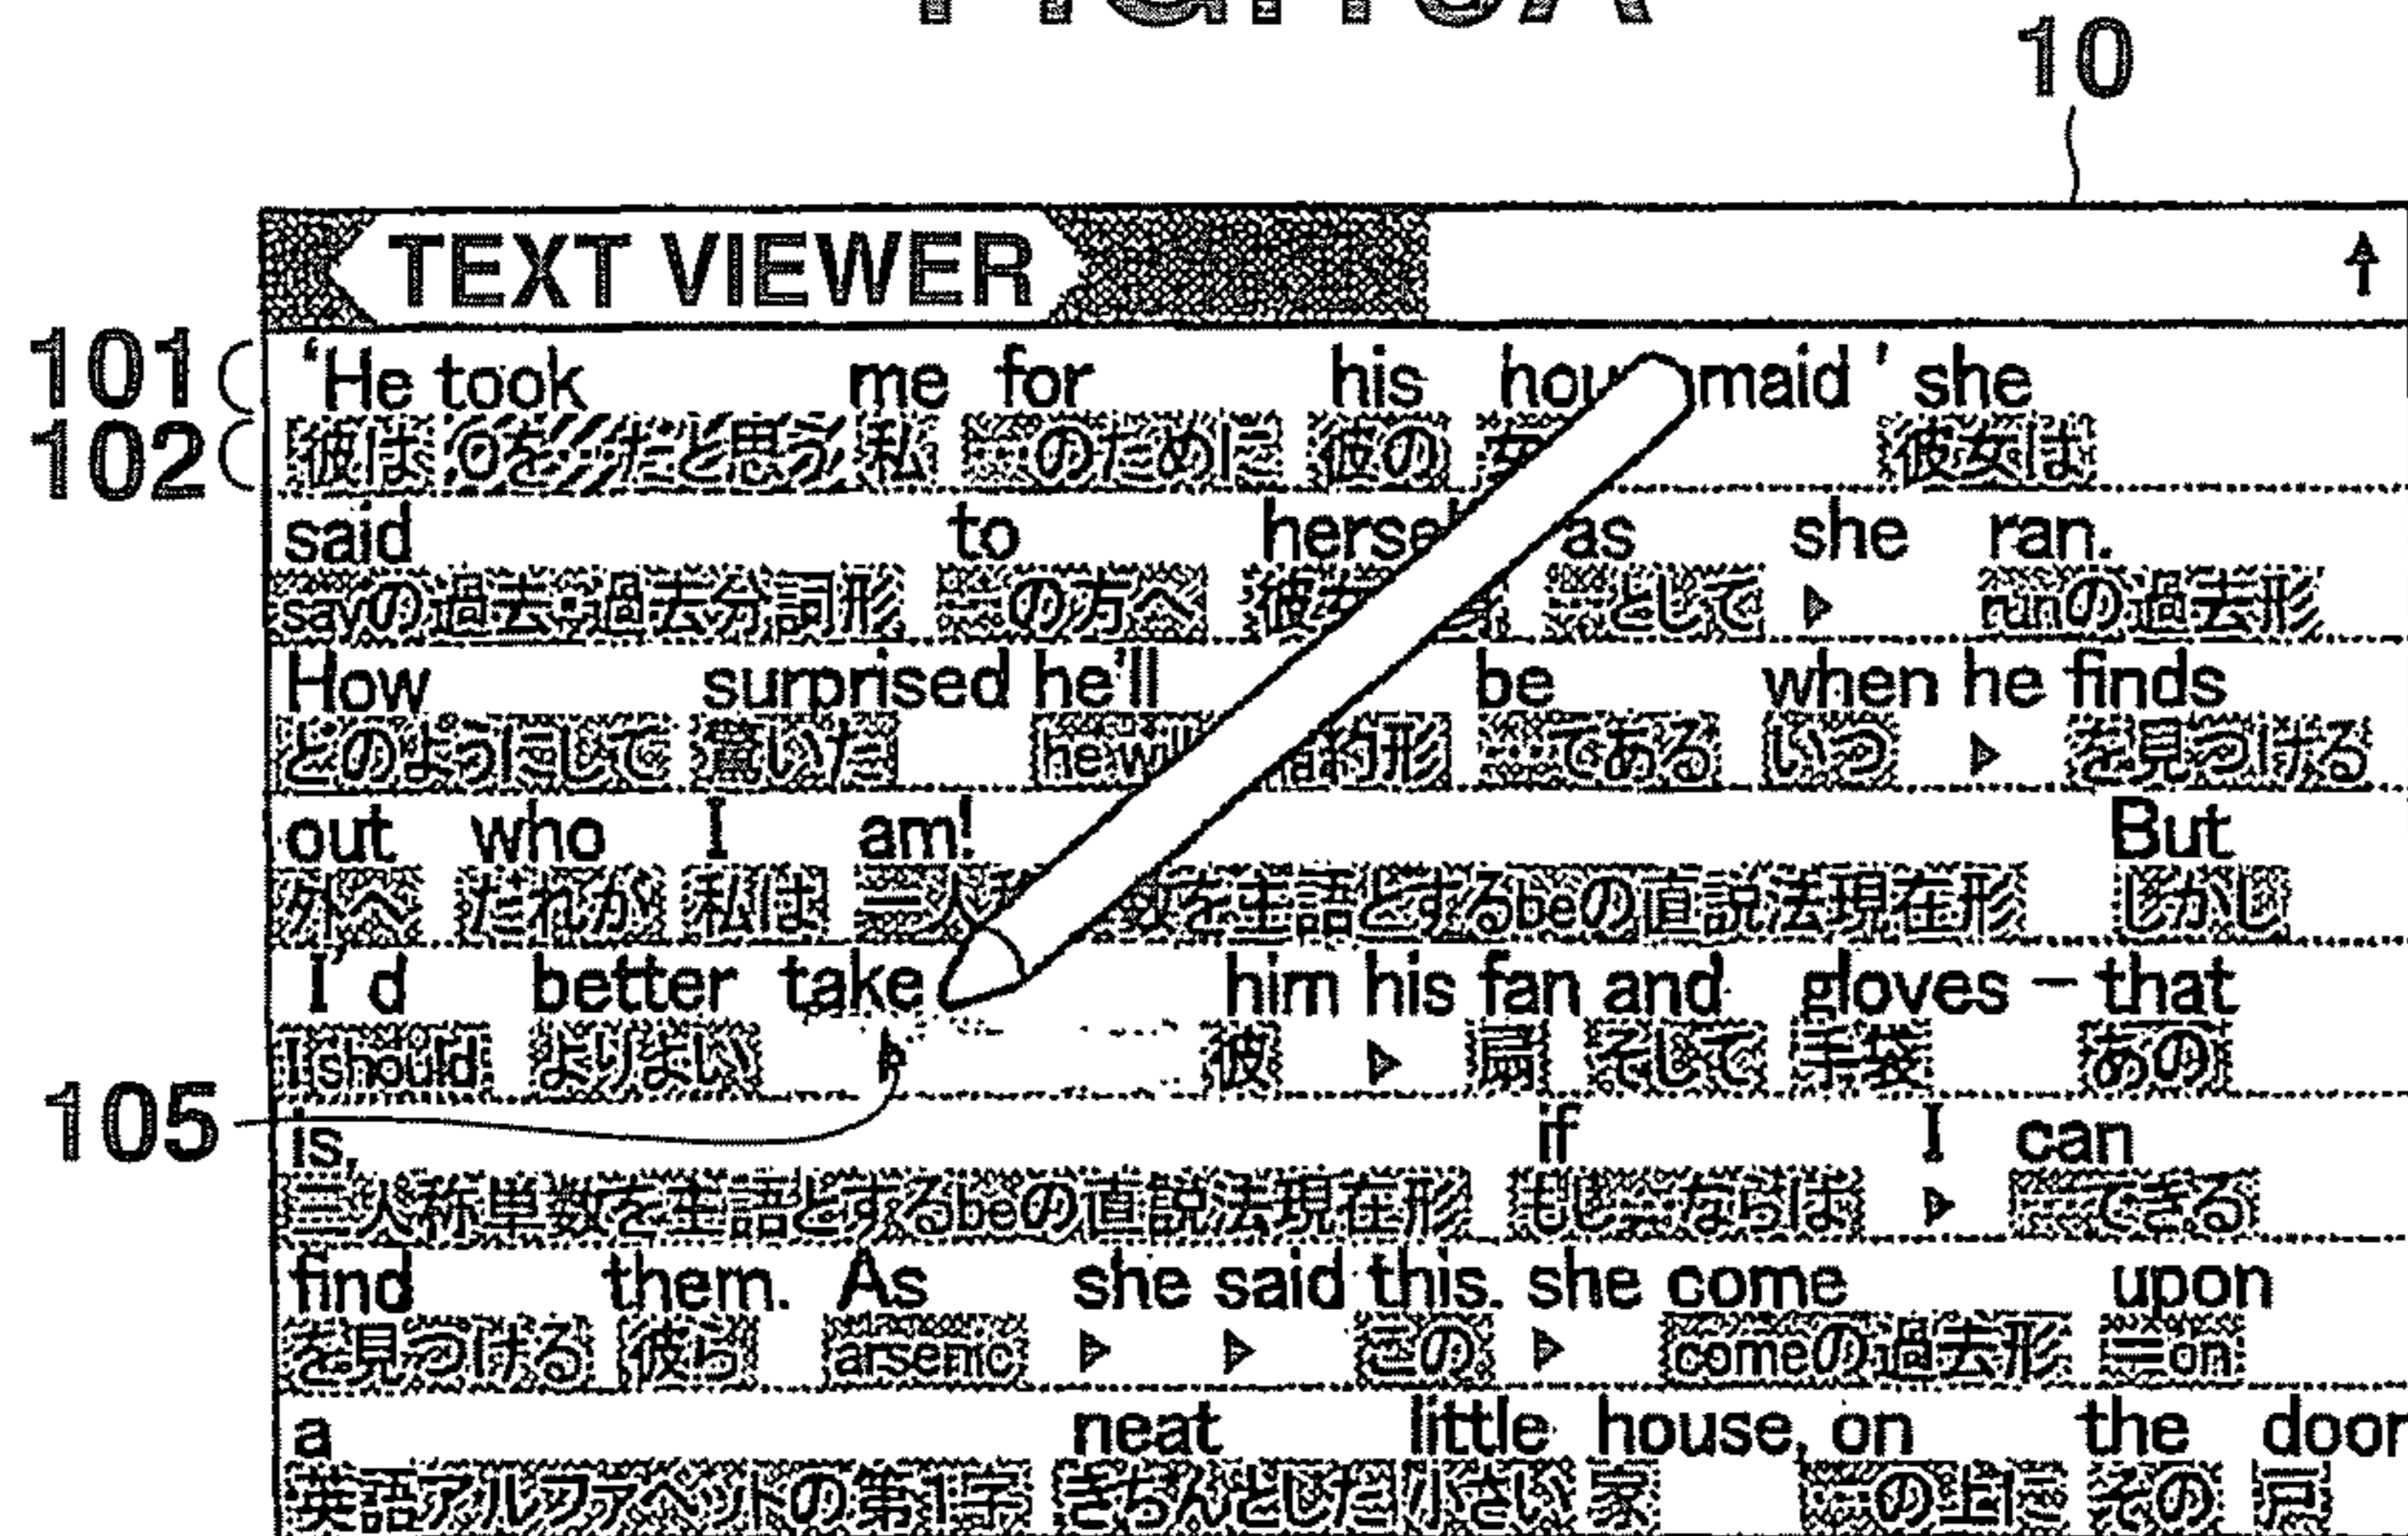 10
TEXT VIEWER ↑
101 ‘He took me for his maid ’ she
102 彼は 私 …のために 彼の 女 彼女は
said to as she ran.
sayの過去・過去分詞形 …の方へ 彼女 …として ▷ runの過去形
How surprised he'll be when he finds
どのようにして 驚いた he will 約形 …である いつ ▷ を見つける
out who I am! But
外へ だれが 私は 一人 を主語とするbeの直説法現在形 しかし
I'd better take him his fan and gloves – that
I should よりよい ▷ 彼 ▷ 扇 そして 手袋 あの
105
is, if I can
三人称単数を主語とするbeの直説法現在形 もし…ならば ▷ …できる
find them. As she said this. she come upon
を見つける 彼ら arsenic ▷ ▷ この ▷ comeの過去形 =on
a neat little house, on the door
英語アルファベットの第1字 きちんとした 小さい 家 …の上に その 戸